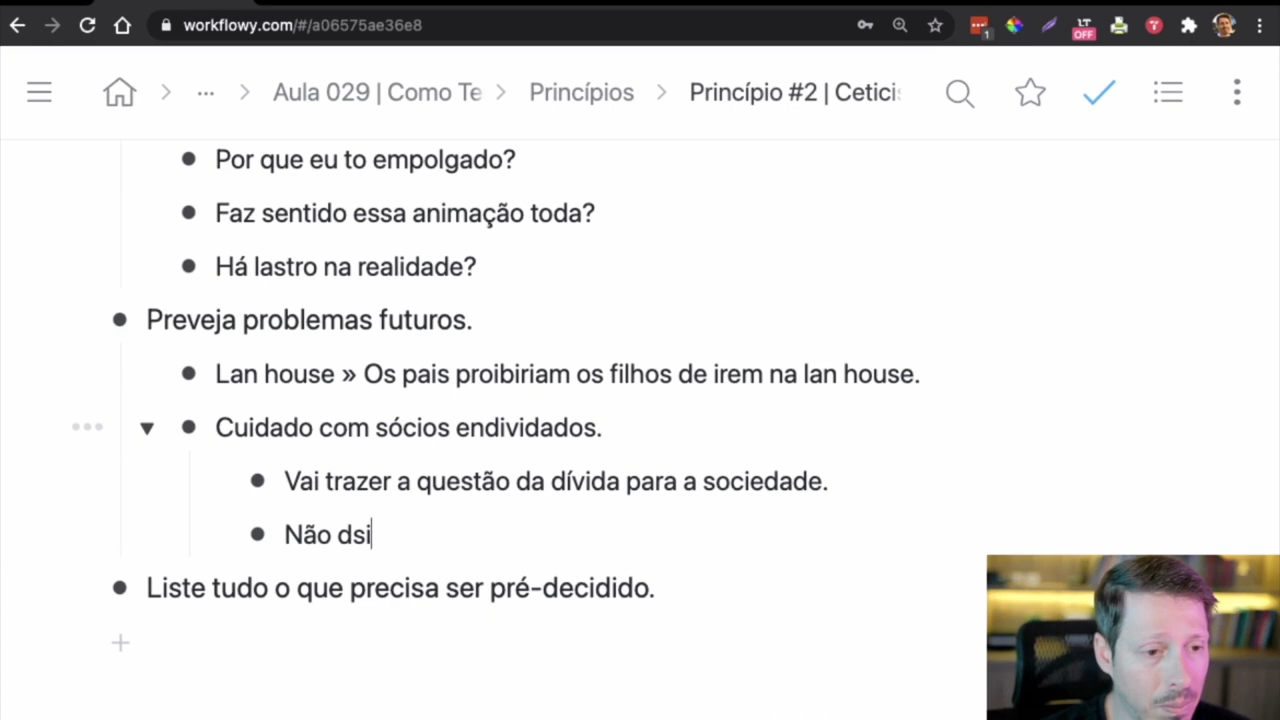 workflowy.com/#/a06575ae36e8
1
LT
OFF
... Aula 029 | Como Te Princípios Princípio #2 | Cetici
Por que eu to empolgado?
Faz sentido essa animação toda?
Há lastro na realidade?
Preveja problemas futuros.
Lan house » Os pais proibiriam os filhos de irem na lan house.
Cuidado com sócios endividados.
Vai trazer a questão da dívida para a sociedade.
Não dsi
Liste tudo o que precisa ser pré-decidido.